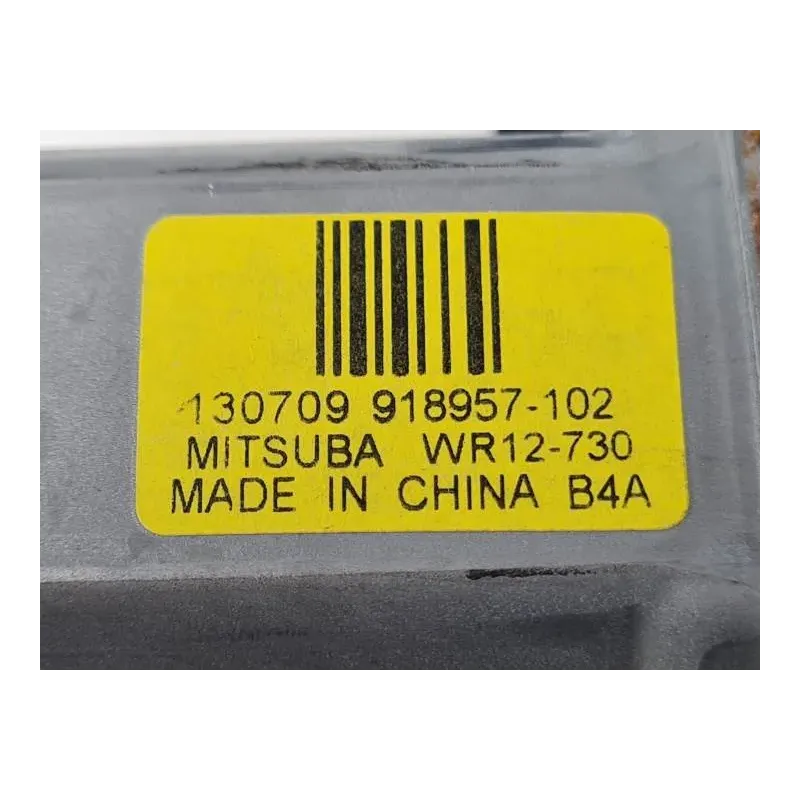 130709 918957-102
MITSUBA WR12-730
MADE IN CHINA B4A